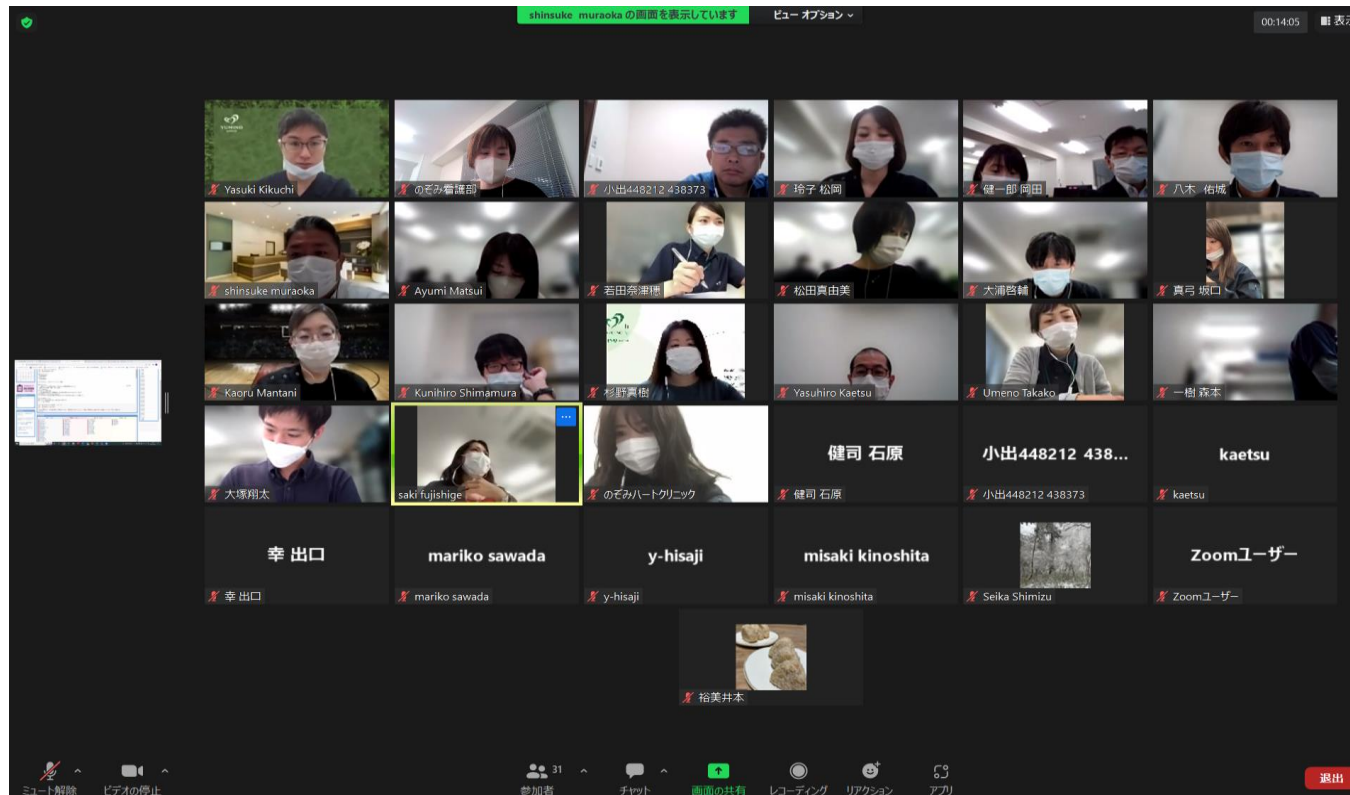 shinsuke muraoka の画面を表示しています
ビュー オプション
00:14:05
表示
Yasuki Kikuchi
のぞみ看護部
小出448212 438373
玲子 松岡
健一郎 岡田
八木 佑城
shinsuke muraoka
Ayumi Matsui
若田奈津穂
松田真由美
大浦啓輔
真弓 坂口
Kaoru Mantani
Kunihiro Shimamura
杉野真樹
Yasuhiro Kaetsu
Umeno Takako
一樹 森本
大塚翔太
saki fujishige
のぞみハートクリニック
健司 石原
健司 石原
小出448212 438...
小出448212 438373
kaetsu
kaetsu
幸 出口
幸 出口
mariko sawada
mariko sawada
y-hisaji
y-hisaji
misaki kinoshita
misaki kinoshita
Seika Shimizu
Zoomユーザー
Zoomユーザー
裕美井本
ミュート解除
ビデオの停止
31
参加者
チャット
画面の共有
レコーディング
リアクション
アプリ
退出